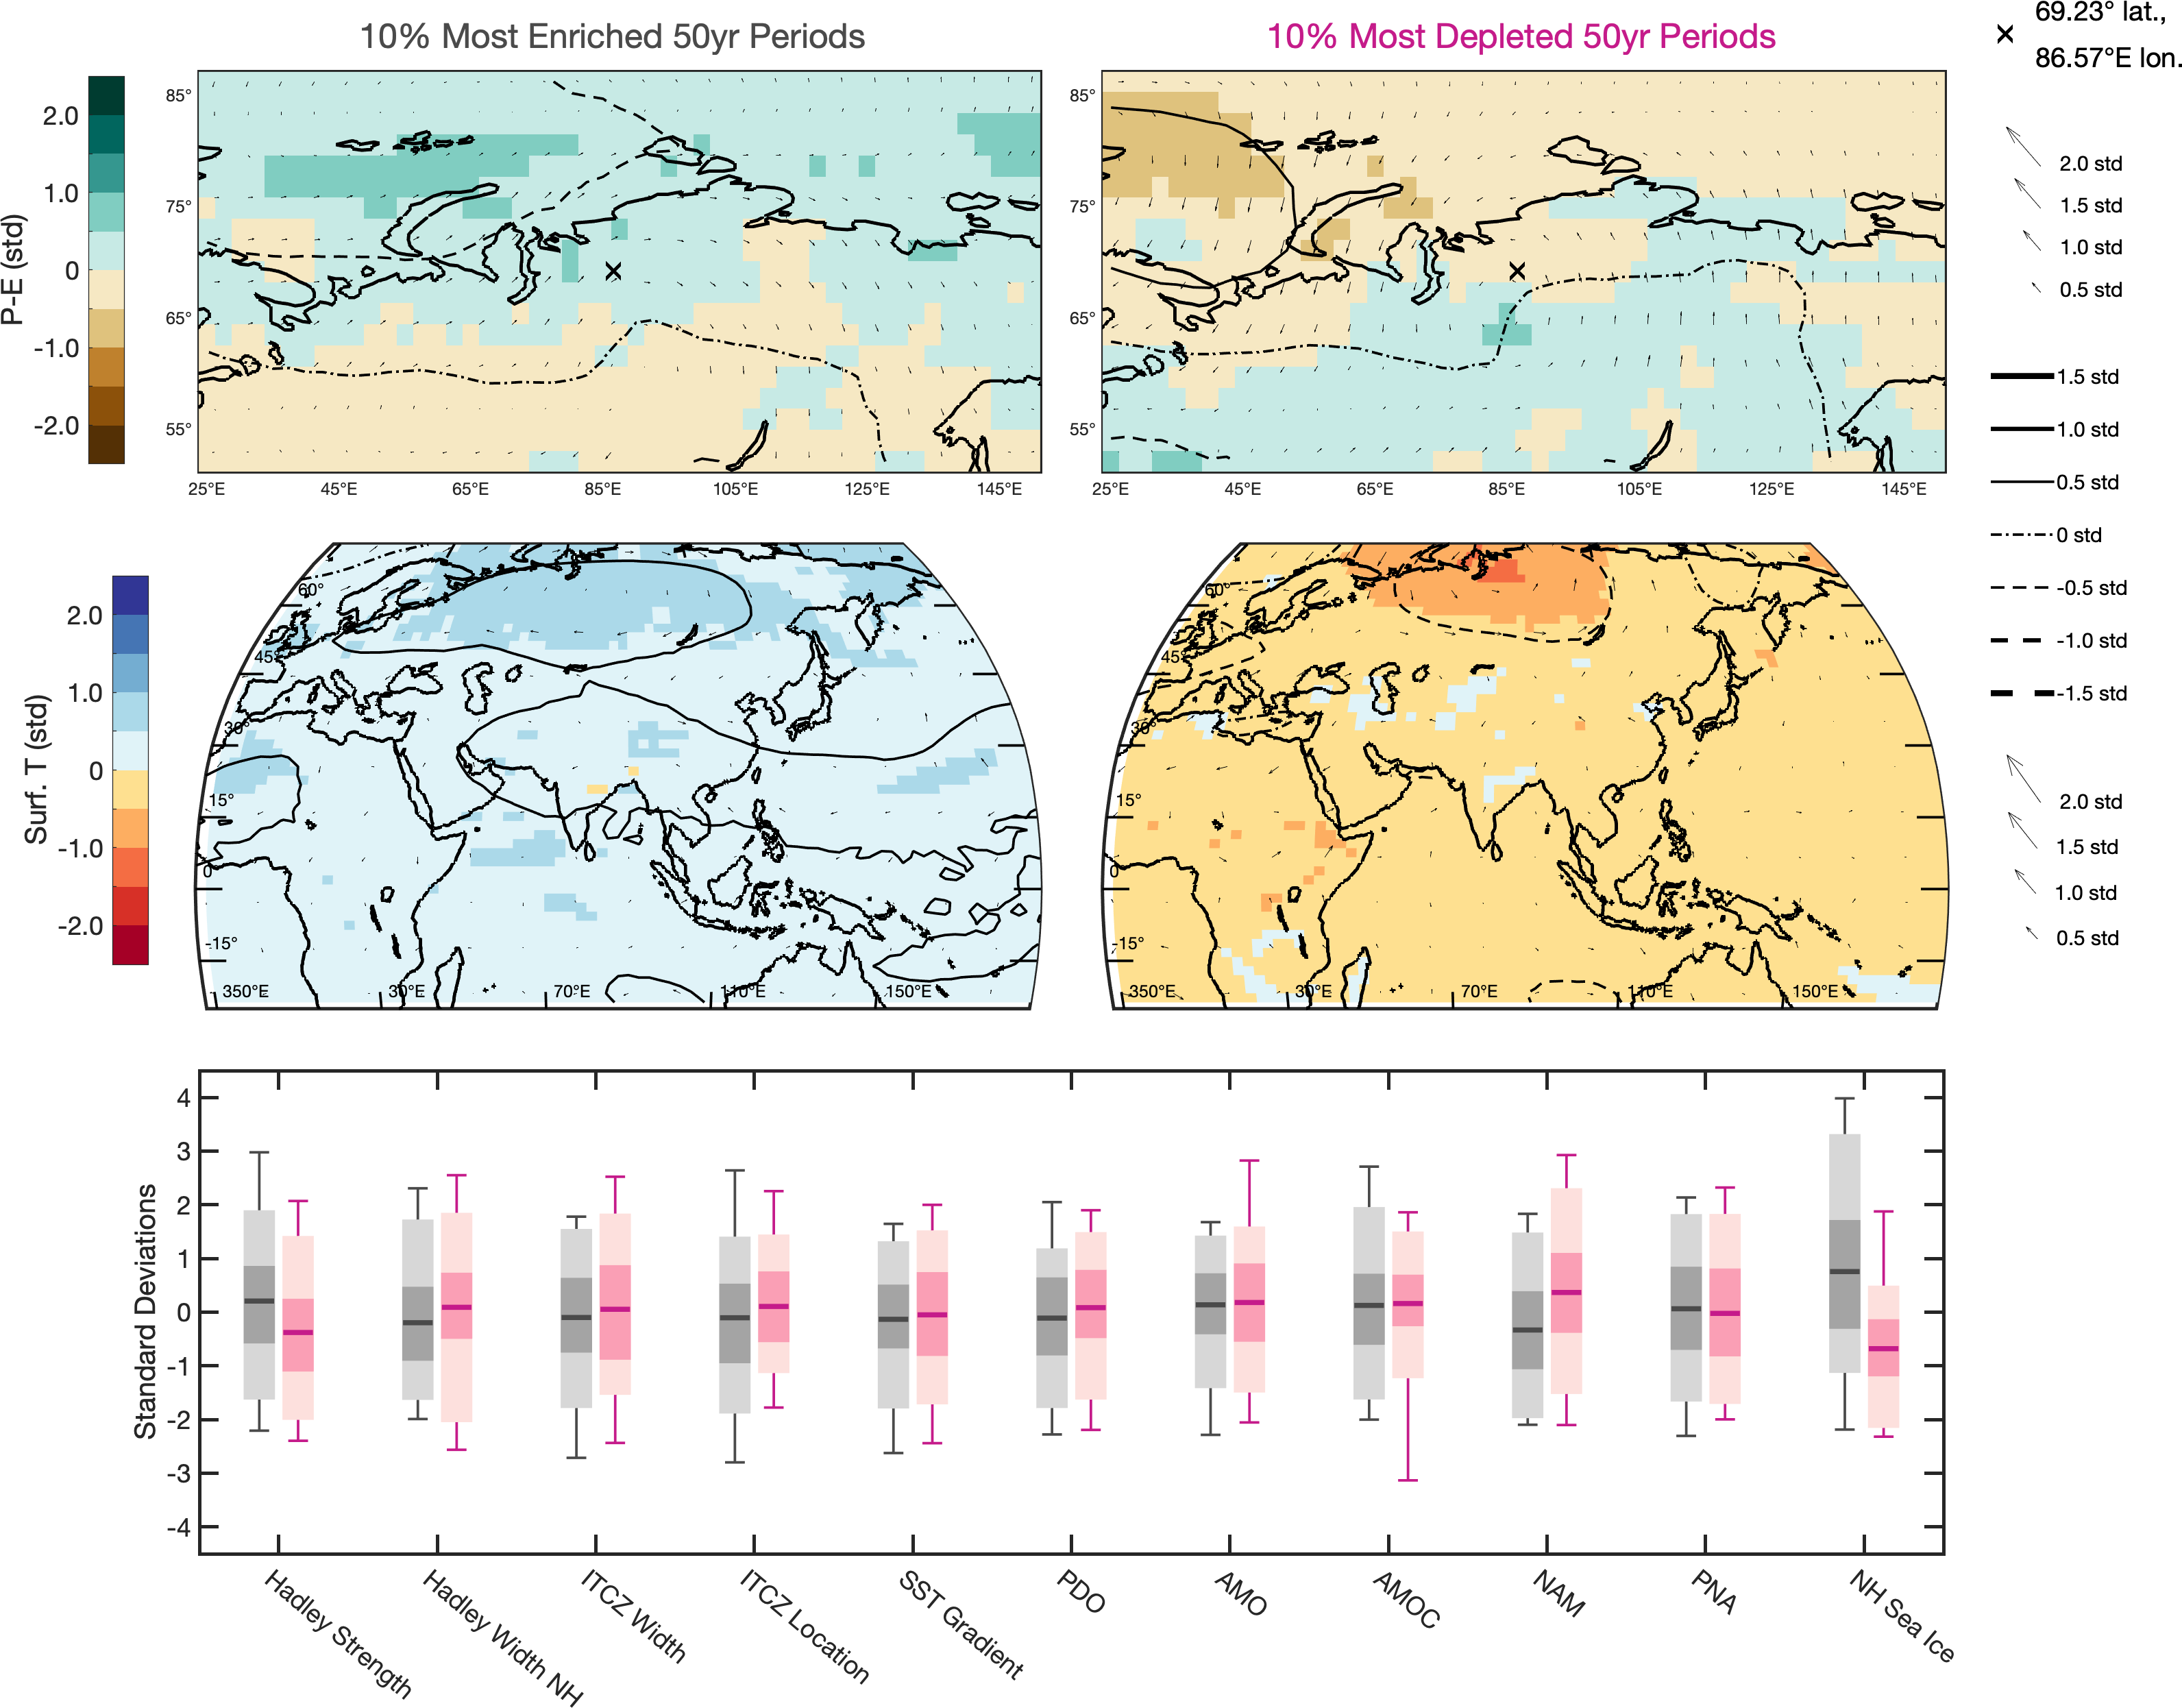 10% Most Enriched 50yr Periods
10% Most Depleted 50yr Periods
69.23° lat.,
86.57°E lon.
P-E (std)
2.0
1.0
0
-1.0
-2.0
85°
75°
65°
55°
25°E 45°E 65°E 85°E 105°E 125°E 145°E
85°
75°
65°
55°
25°E 45°E 65°E 85°E 105°E 125°E 145°E
2.0 std
1.5 std
1.0 std
0.5 std
1.5 std
1.0 std
0.5 std
0 std
-0.5 std
-1.0 std
-1.5 std
Surf. T (std)
2.0
1.0
0
-1.0
-2.0
60°
45°
30°
15°
0
-15°
350°E 30°E 70°E 110°E 150°E
60°
45°
30°
15°
0
-15°
350°E 30°E 70°E 110°E 150°E
2.0 std
1.5 std
1.0 std
0.5 std
Standard Deviations
4
3
2
1
0
-1
-2
-3
-4
Hadley Strength
Hadley Width NH
ITCZ Width
ITCZ Location
SST Gradient
PDO
AMO
AMOC
NAM
PNA
NH Sea Ice